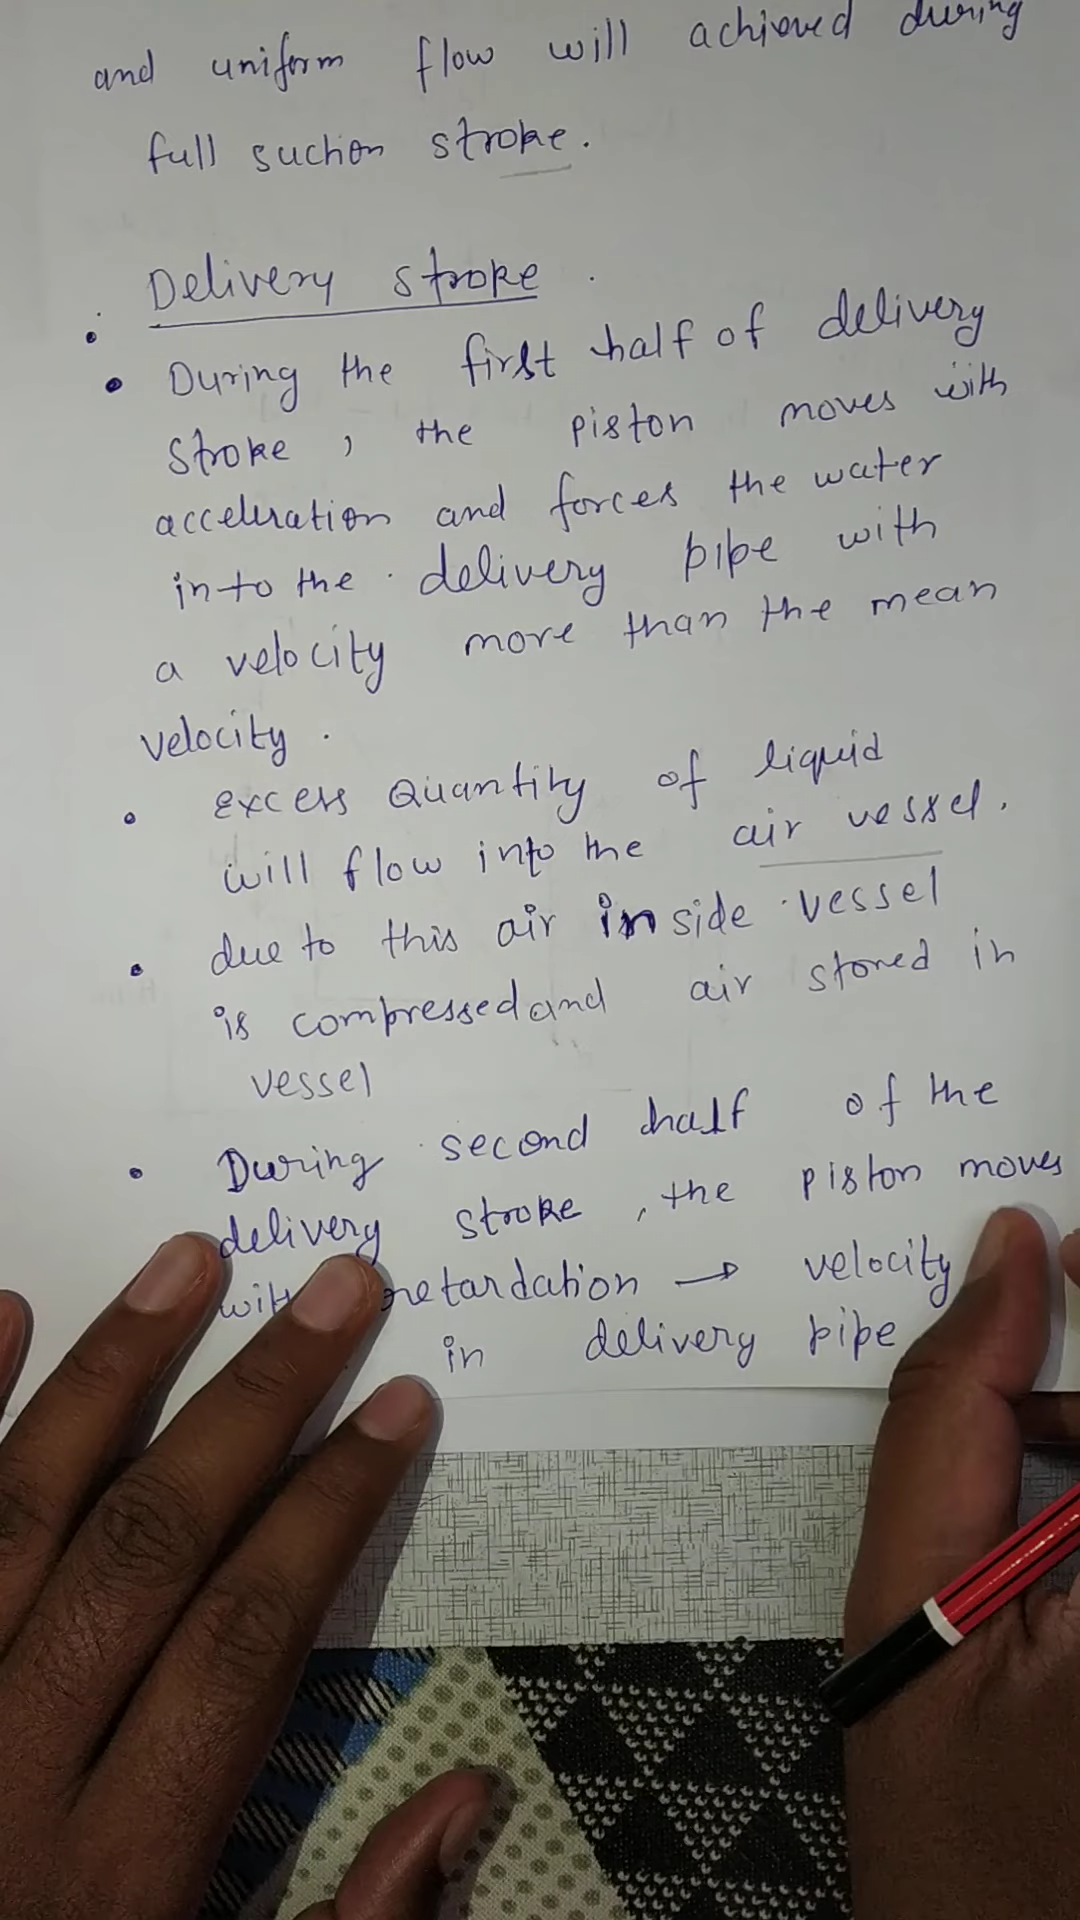 and uniform flow will achieved during
full suction stroke.
Delivery stroke
• During the first half of delivery
stroke, the piston moves with
acceleration and forces the water
into the delivery pipe with
a velocity more than the mean
velocity.
• excess Quantity of liquid
will flow into the air vessel.
• due to this air inside vessel
is compressed and air stored in
vessel
• During second half of the
delivery stroke, the piston moves
with retardation → velocity
in delivery pipe